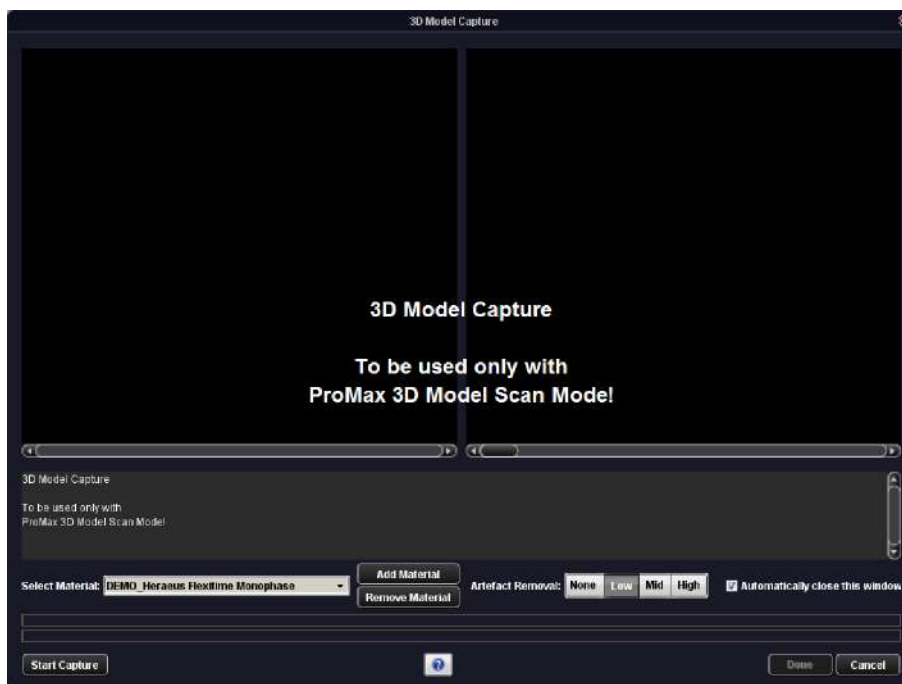 3D Model Capture
3D Model Capture
To be used only with
ProMax 3D Model Scan Mode!
3D Model Capture
To be used only with
ProMax 3D Model Scan Mode!
Select Material: DEMO_Heraeus Flexitime Monophase Add Material Remove Material Artefact Removal: None Low Mid High Automatically close this window
Start Capture ? Done Cancel